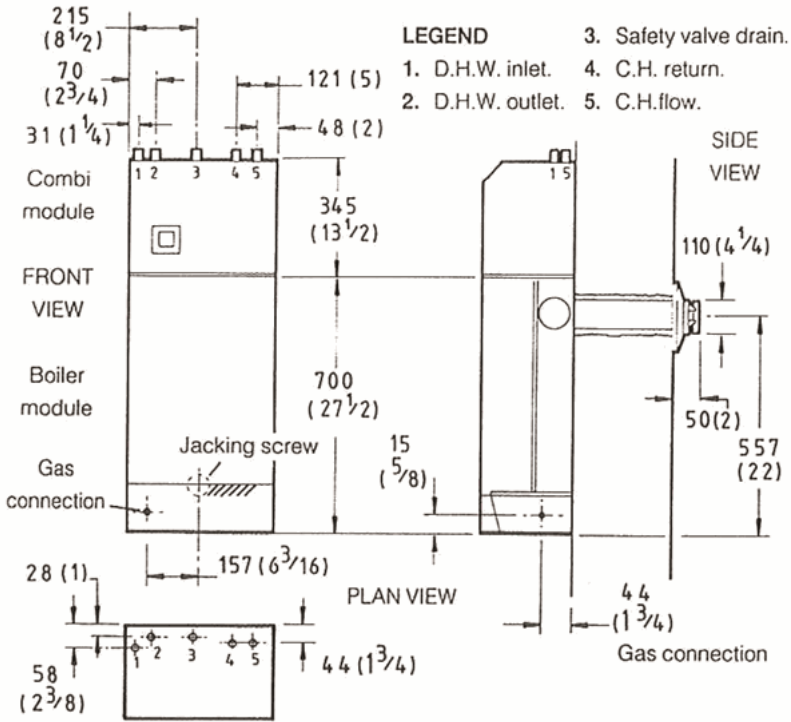 215
(8 1/2)
70
(2 3/4)
31 (1 1/4)
121 (5)
48 (2)
LEGEND
1. D.H.W. inlet.
2. D.H.W. outlet.
3. Safety valve drain.
4. C.H. return.
5. C.H.flow.
SIDE
VIEW
1 2 3 4 5
1 5
Combi
module
345
(13 1/2)
110 (4 1/4)
FRONT
VIEW
Boiler
module
700
(27 1/2)
50(2)
557
(22)
Jacking screw
15
(5/8)
Gas
connection
157 (6 3/16)
28 (1)
PLAN VIEW
44
(1 3/4)
Gas connection
1 2 3 4 5
44 (1 3/4)
58
(2 3/8)